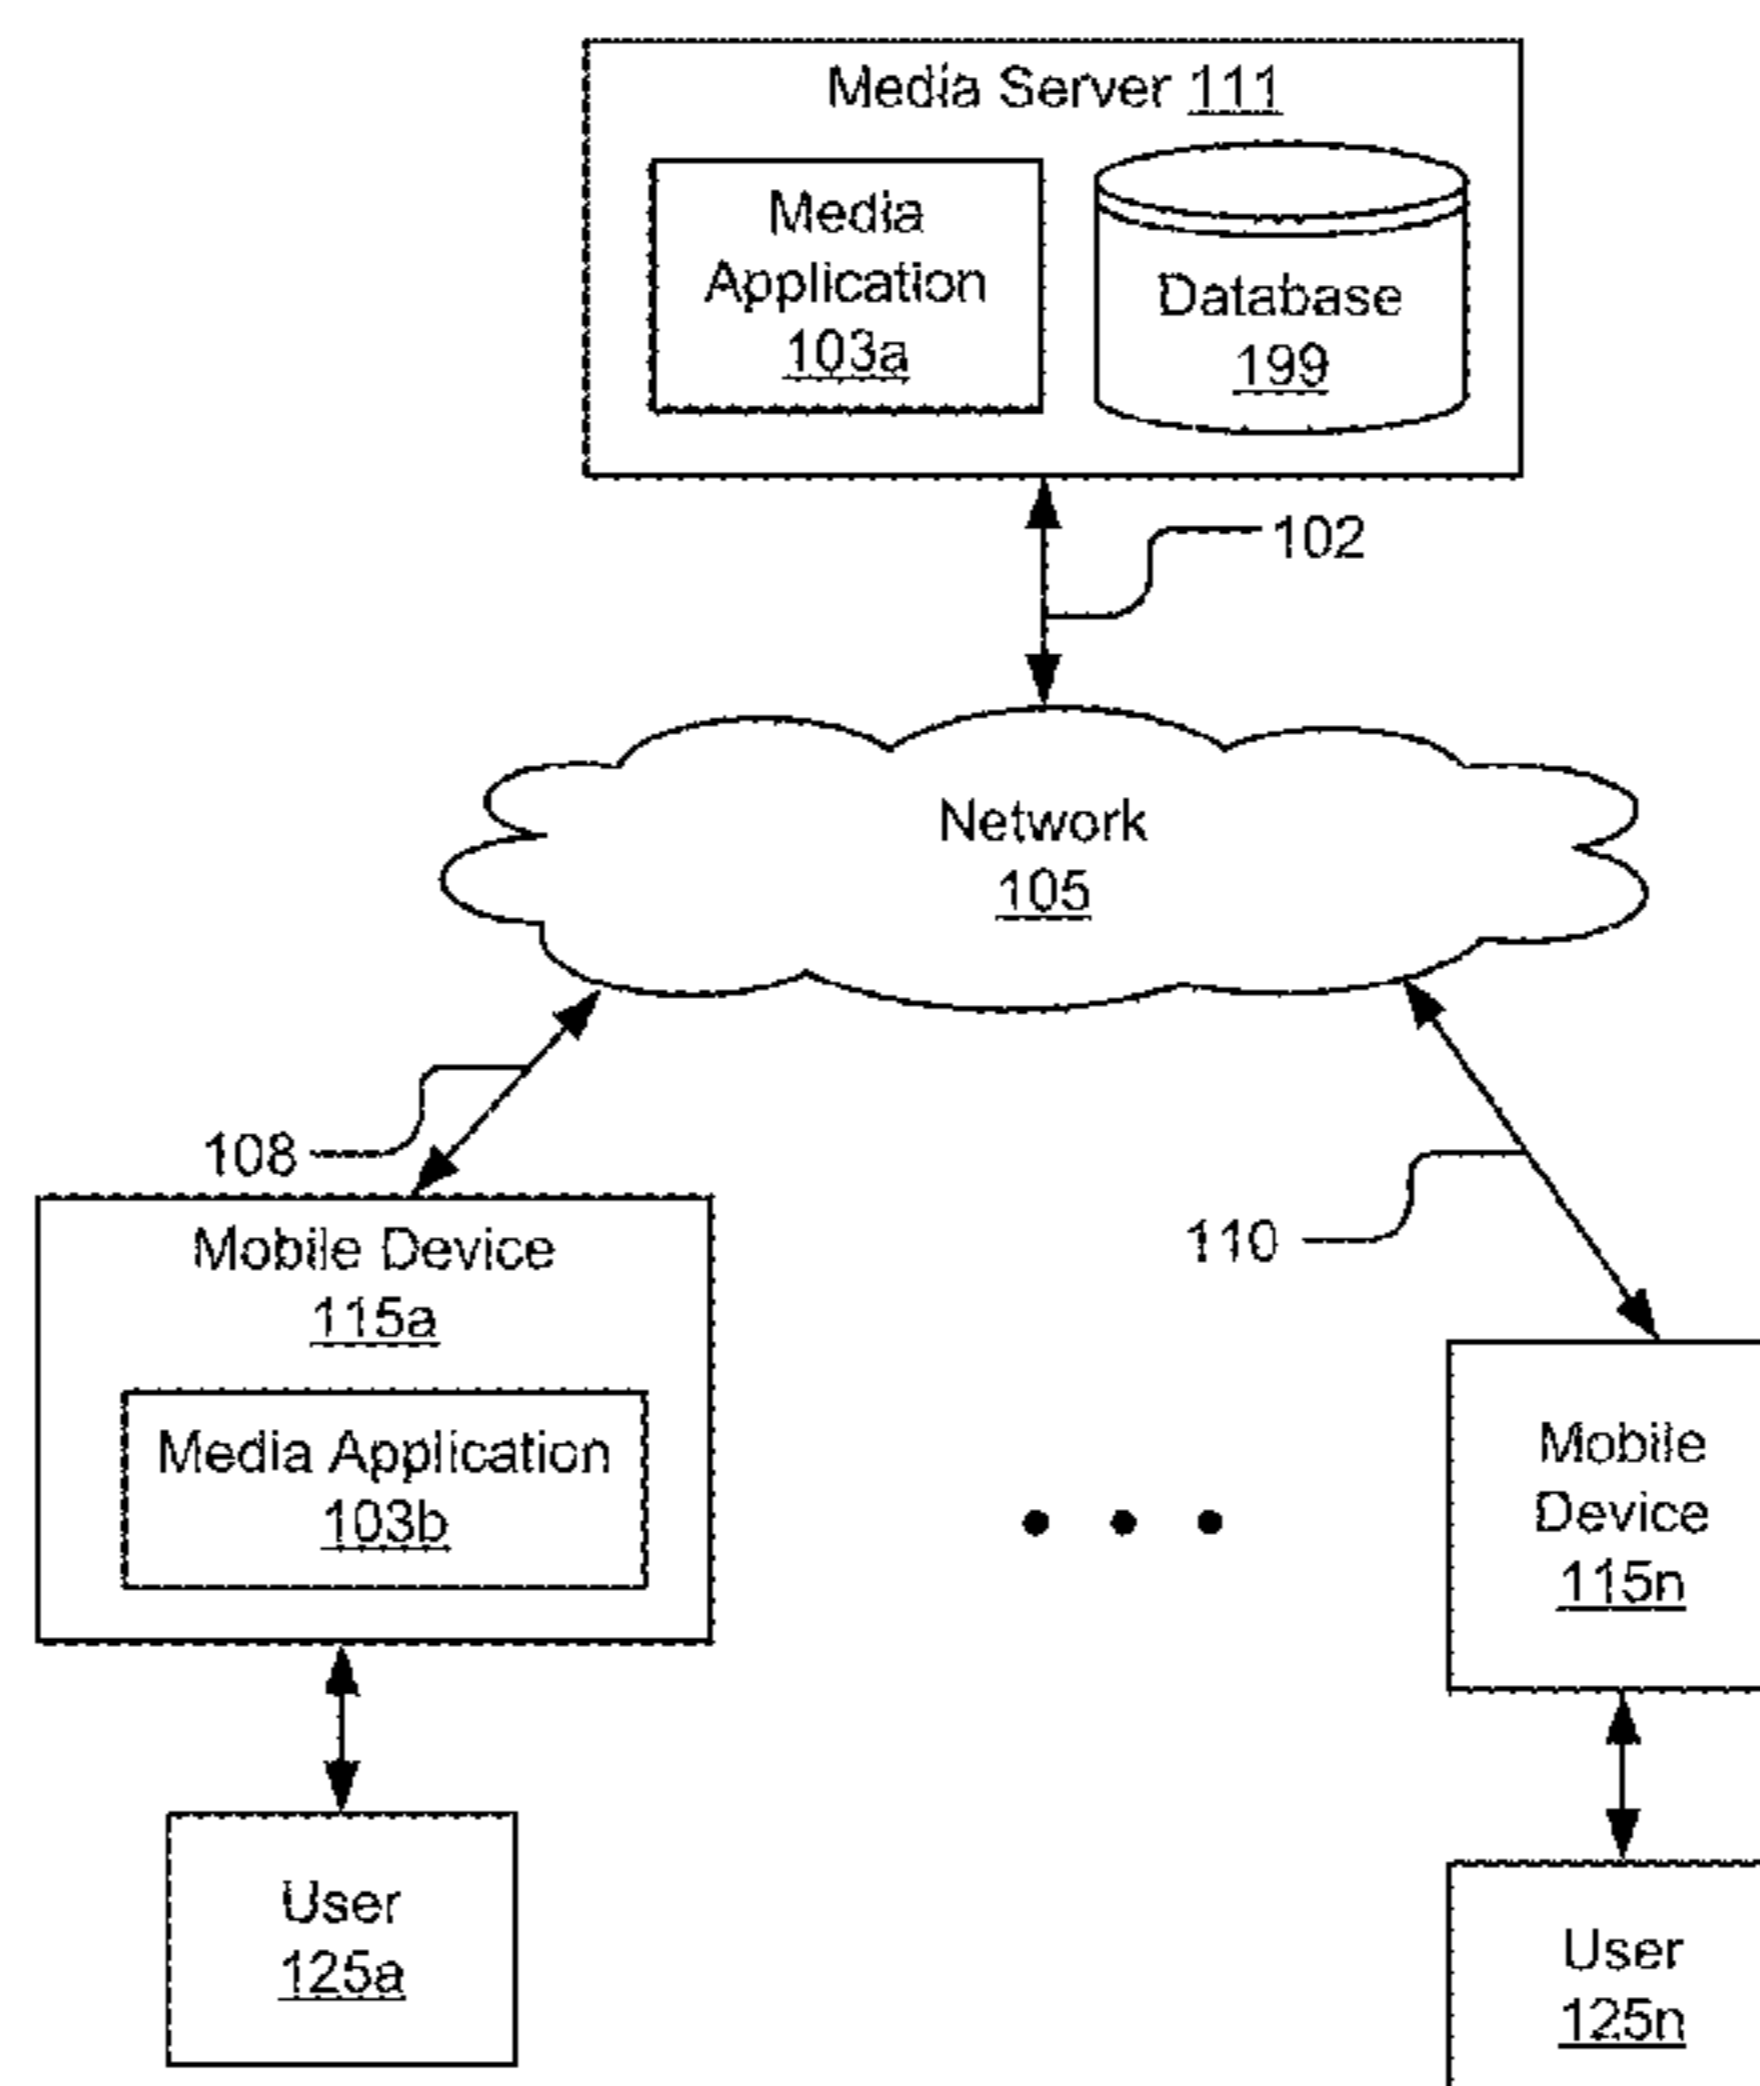 Media Server 111
Media
Application
103a
Database
199
102
Network
105
108
110
Mobile Device
115a
Media Application
103b
Mobile
Device
115n
User
125a
User
125n